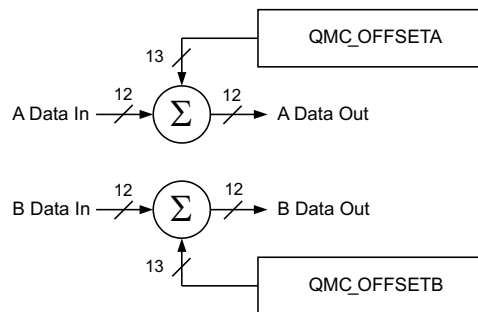 QMC_OFFSETA
13
12
12
A Data In
Σ
A Data Out
12
12
B Data In
Σ
B Data Out
13
QMC_OFFSETB